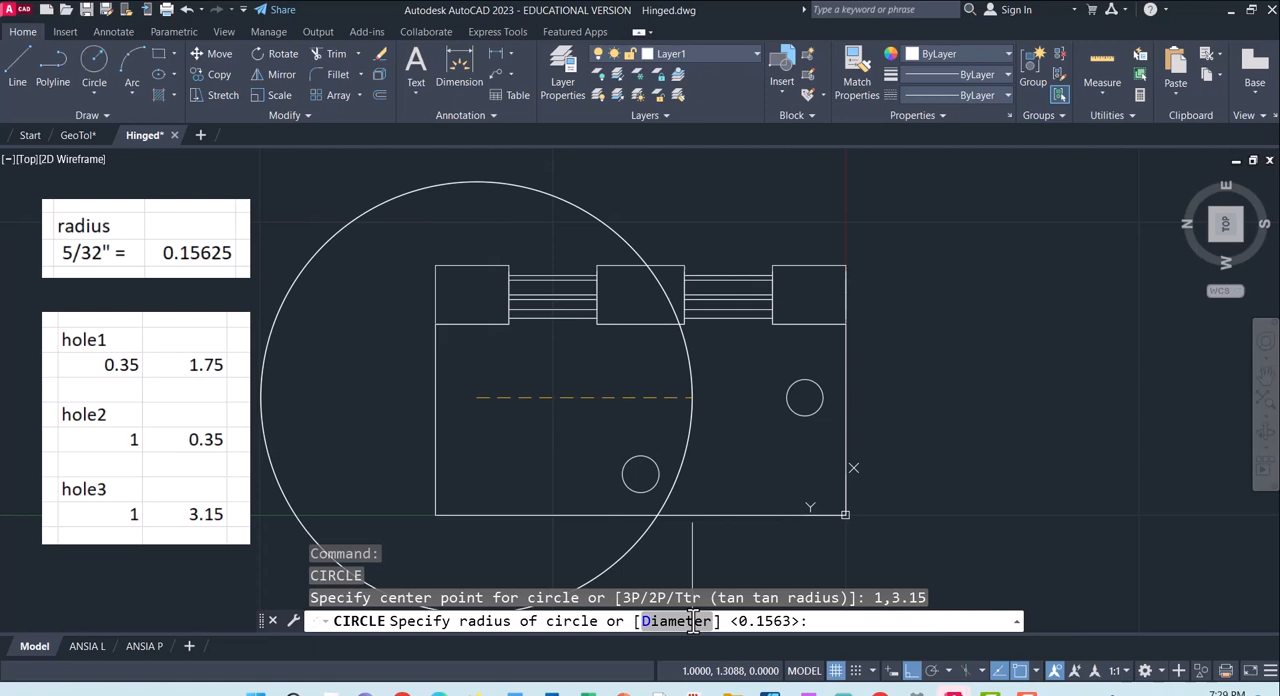 Share
Autodesk AutoCAD 2023 - EDUCATIONAL VERSION Hinged.dwg
Type a keyword or phrase
Sign In
Home Insert Annotate Parametric View Manage Output Add-ins Collaborate Express Tools Featured Apps
Line Polyline Circle Arc
Move Rotate Trim
Copy Mirror Fillet
Stretch Scale Array
Text Dimension Table
Layer Properties
Layer1
Insert
Match Properties
ByLayer
ByLayer
ByLayer
Group
Measure
Paste
Base
Draw Modify Annotation Layers Block Properties Groups Utilities Clipboard View
Start GeoTol* Hinged*
[−][Top][2D Wireframe]
radius
5/32" = 0.15625
hole1
0.35 1.75
hole2
1 0.35
hole3
1 3.15
E
N TOP S
W
WCS
X
Y
Command:
CIRCLE
Specify center point for circle or [3P/2P/Ttr (tan tan radius)]: 1,3.15
CIRCLE Specify radius of circle or [Diameter] <0.1563>:
Model ANSIA L ANSIA P
1.0000, 1.3088, 0.0000 MODEL 1:1
7:29 PM